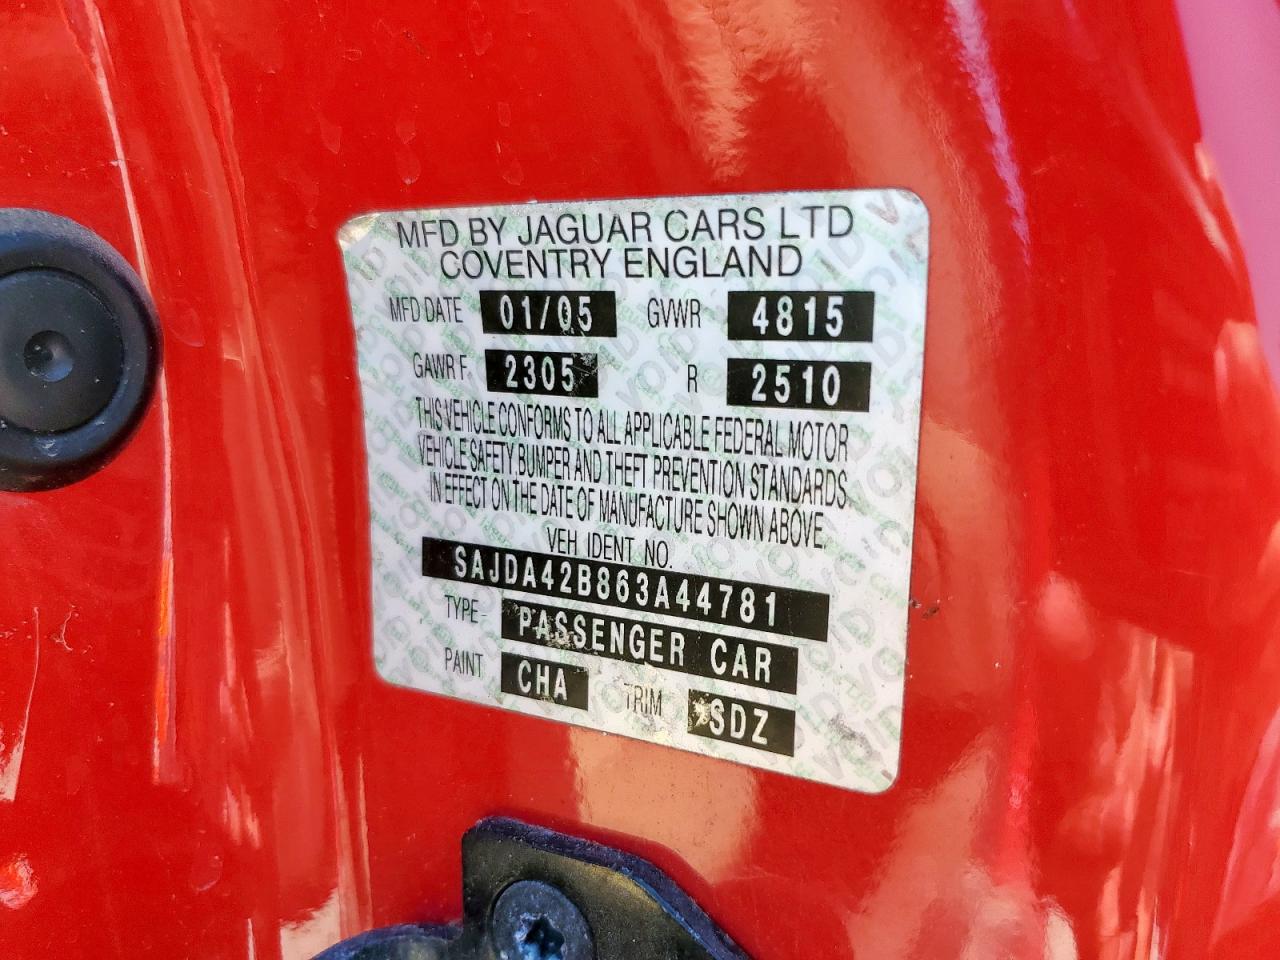 MFD BY JAGUAR CARS LTD
COVENTRY ENGLAND
MFD DATE 01/05 GVWR 4815
GAWR F 2305 R 2510
THIS VEHICLE CONFORMS TO ALL APPLICABLE FEDERAL MOTOR
VEHICLE SAFETY, BUMPER AND THEFT PREVENTION STANDARDS
IN EFFECT ON THE DATE OF MANUFACTURE SHOWN ABOVE.
VEH IDENT NO.
SAJDA42B863A44781
TYPE- PASSENGER CAR
PAINT CHA TRIM SDZ